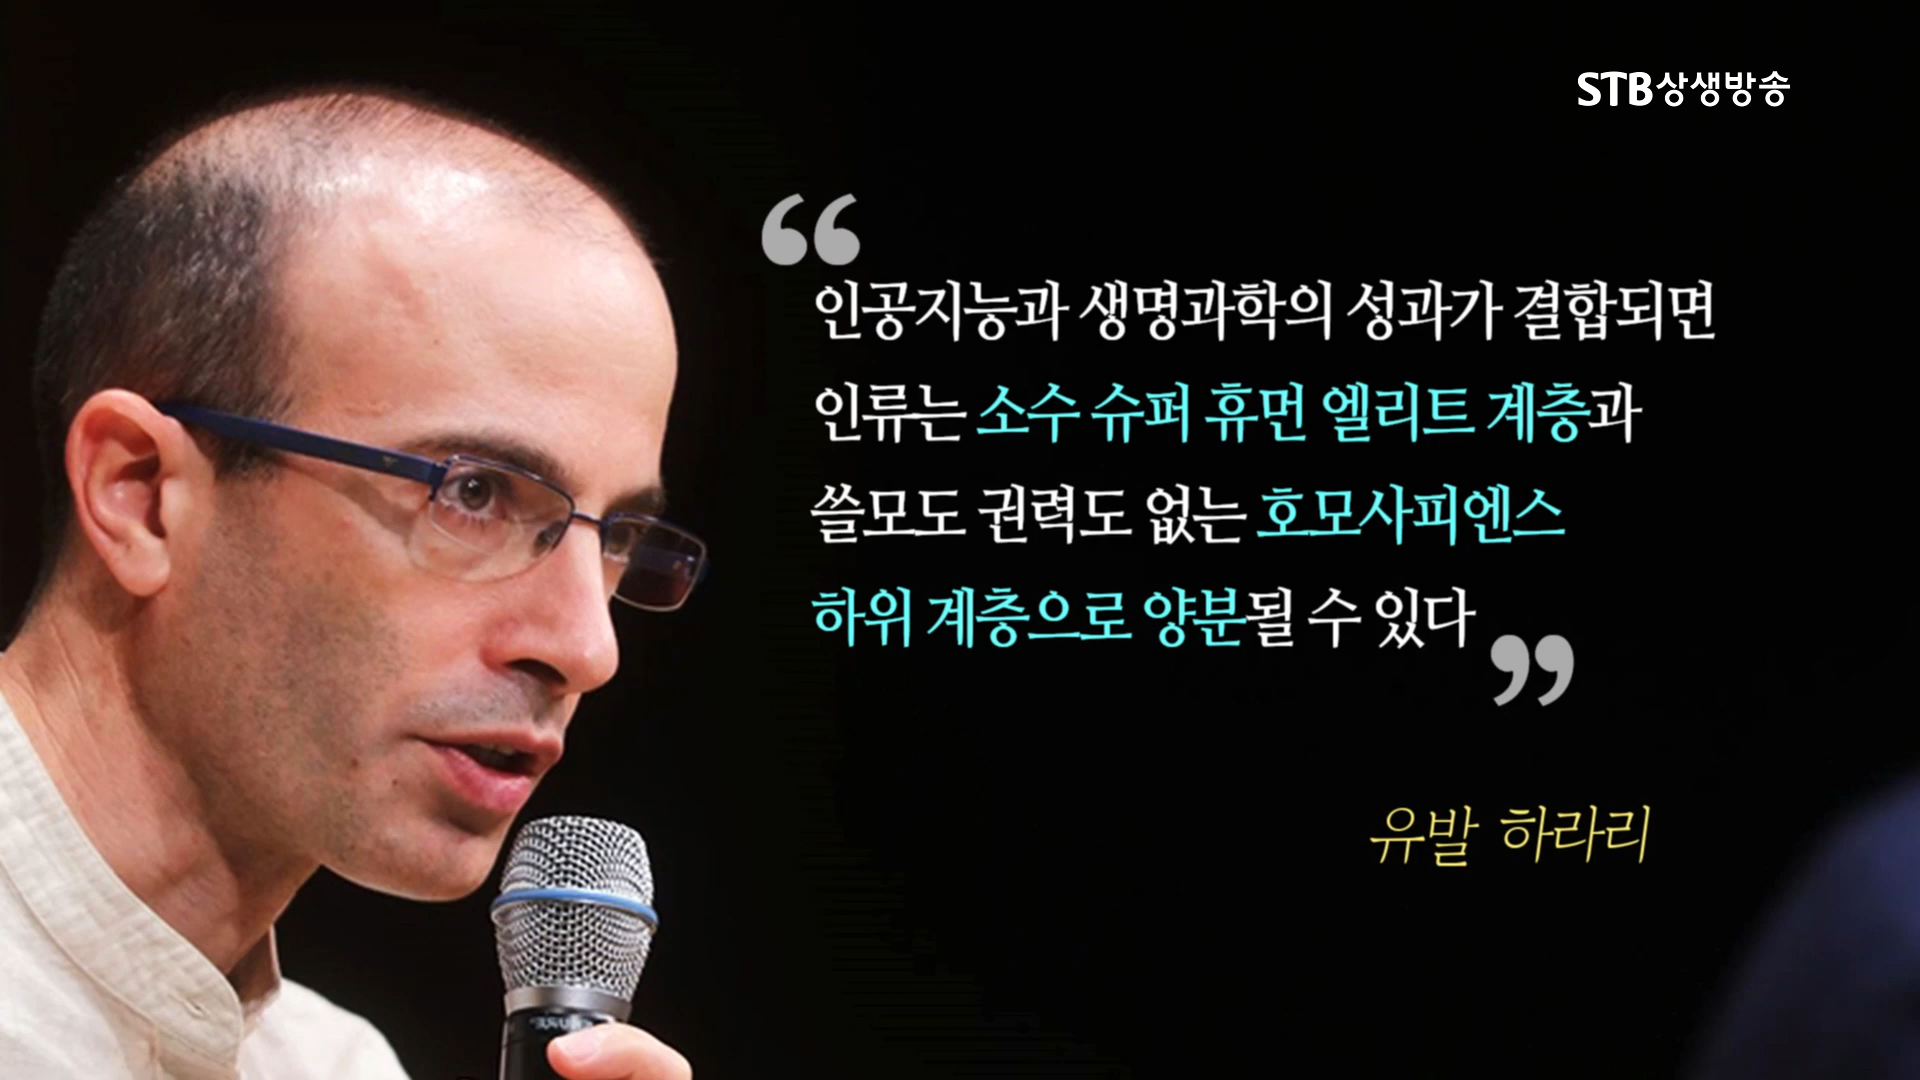 STB상생방송
“
인공지능과 생명과학의 성과가 결합되면
인류는 소수 슈퍼 휴먼 엘리트 계층과
쓸모도 권력도 없는 호모사피엔스
하위 계층으로 양분될 수 있다
”
유발 하라리